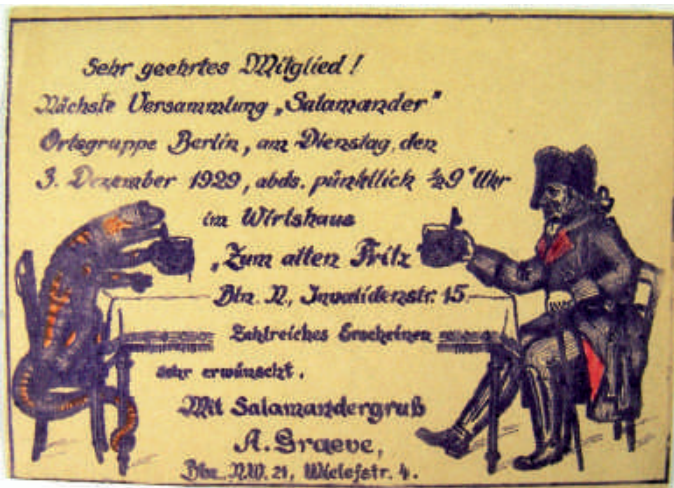 Sehr geehrtes Mitglied!
Nächste Versammlung „Salamander"
Ortsgruppe Berlin, am Dienstag, den
3. Dezember 1929, abds. pünktlich ½9 Uhr
im Wirtshaus
„Zum alten Fritz"
Bln. N, Invalidenstr. 15.
Zahlreiches Erscheinen
sehr erwünscht.
Mit Salamandergruß
A. Graeve,
Bln. N.W. 21, Wiclefstr. 4.